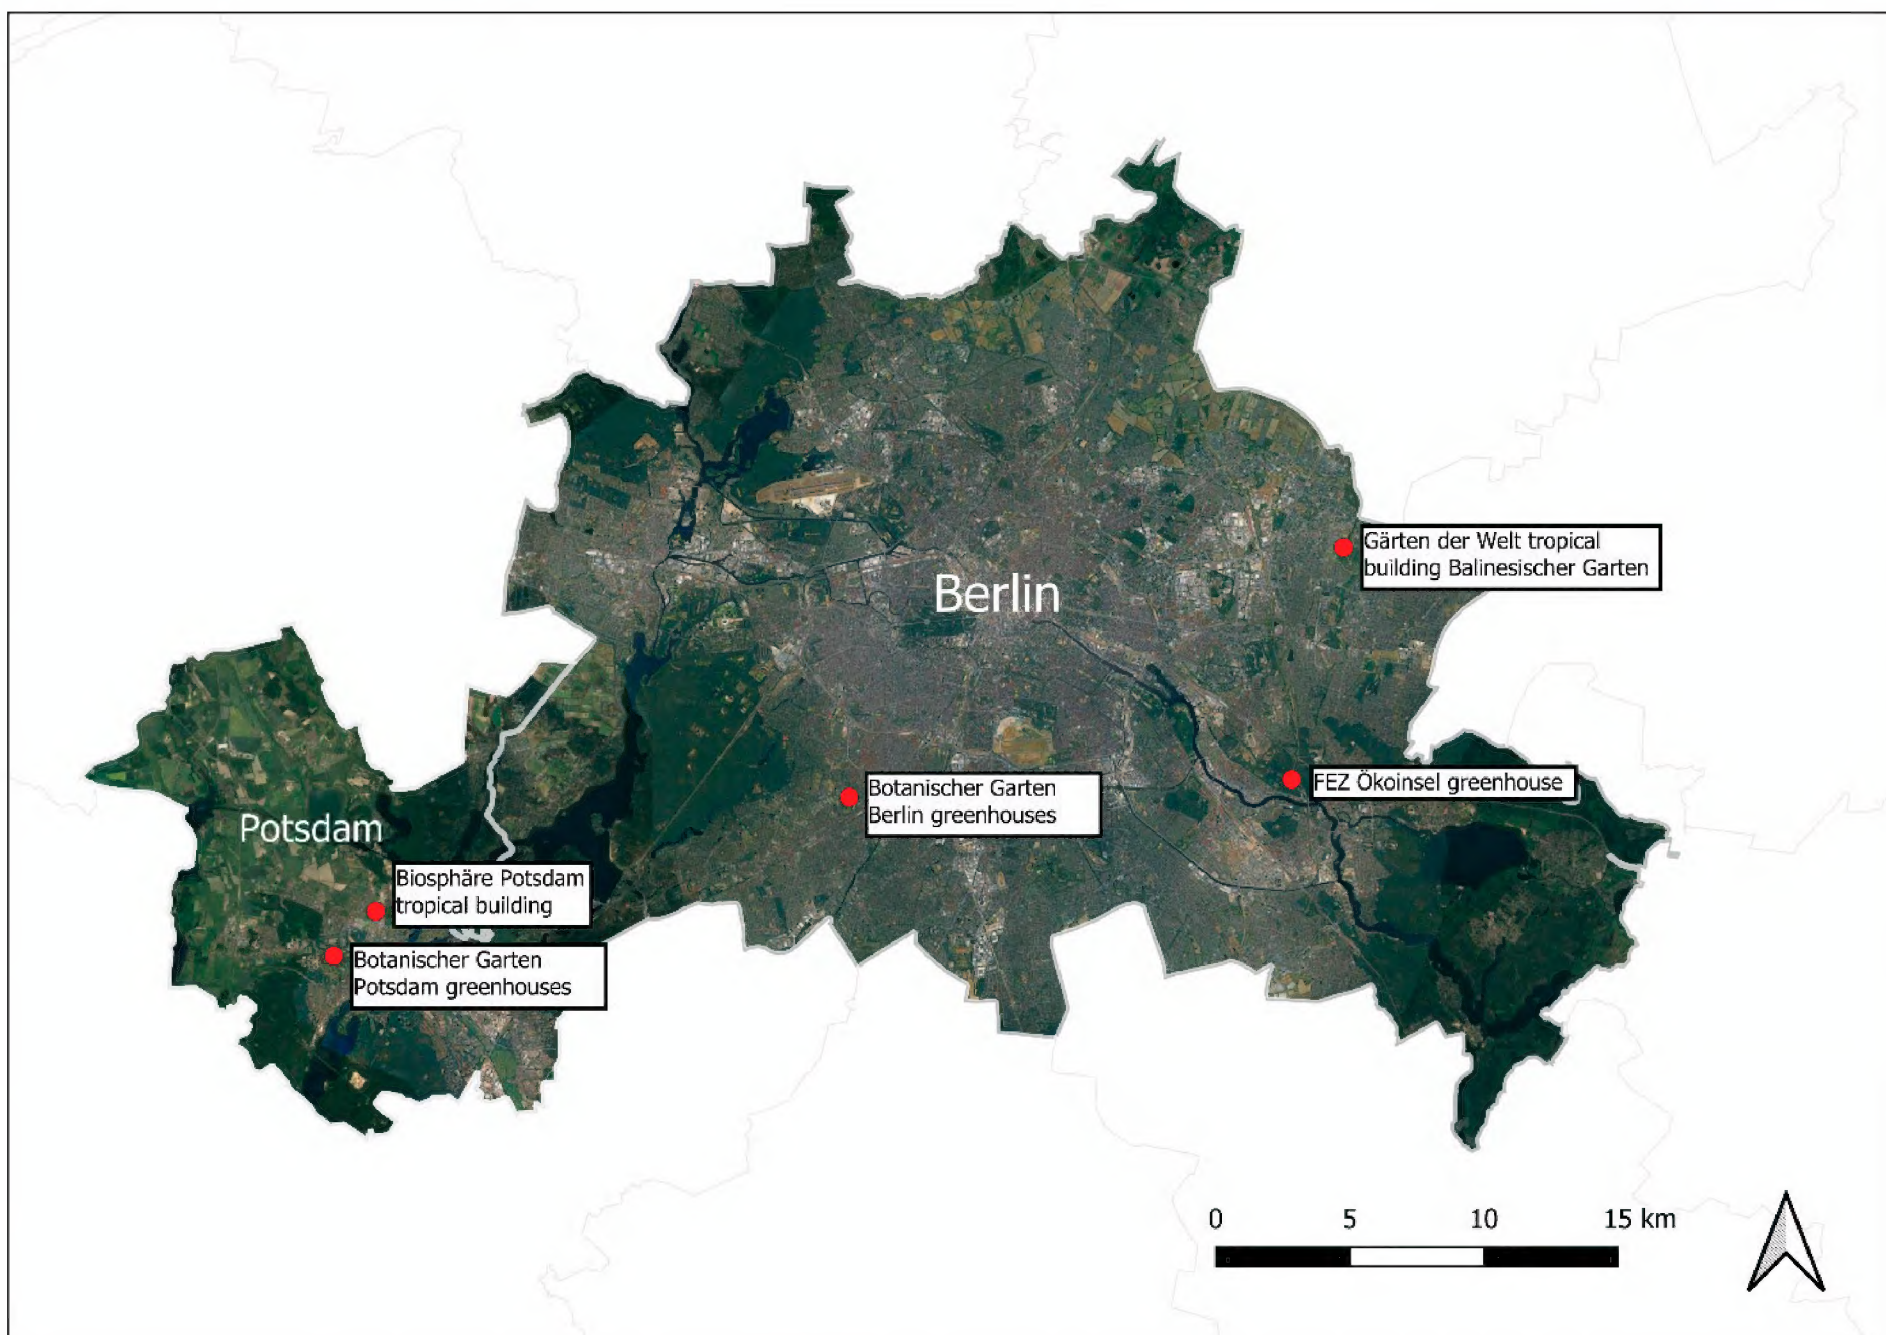 Gärten der Welt tropical
building Balinesischer Garten
Berlin
FEZ Ökoinsel greenhouse
Botanischer Garten
Berlin greenhouses
Potsdam
Biosphäre Potsdam
tropical building
Botanischer Garten
Potsdam greenhouses
0 5 10 15 km